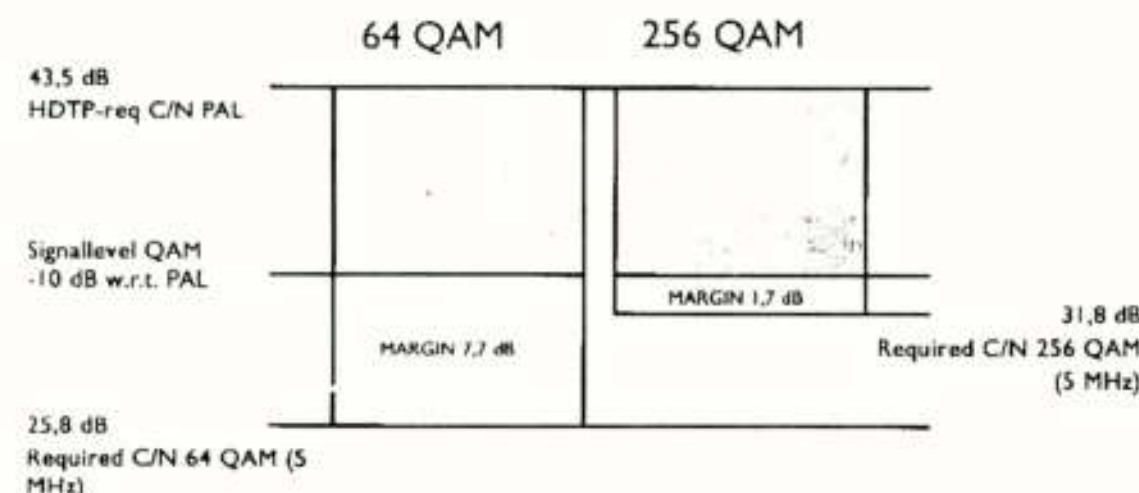 64 QAM 256 QAM
43,5 dB
HDTP-req C/N PAL
Signallevel QAM
-10 dB w.r.t. PAL
MARGIN 1,7 dB
MARGIN 7,7 dB
31,8 dB
Required C/N 256 QAM
(5 MHz)
25,8 dB
Required C/N 64 QAM (5
MHz)